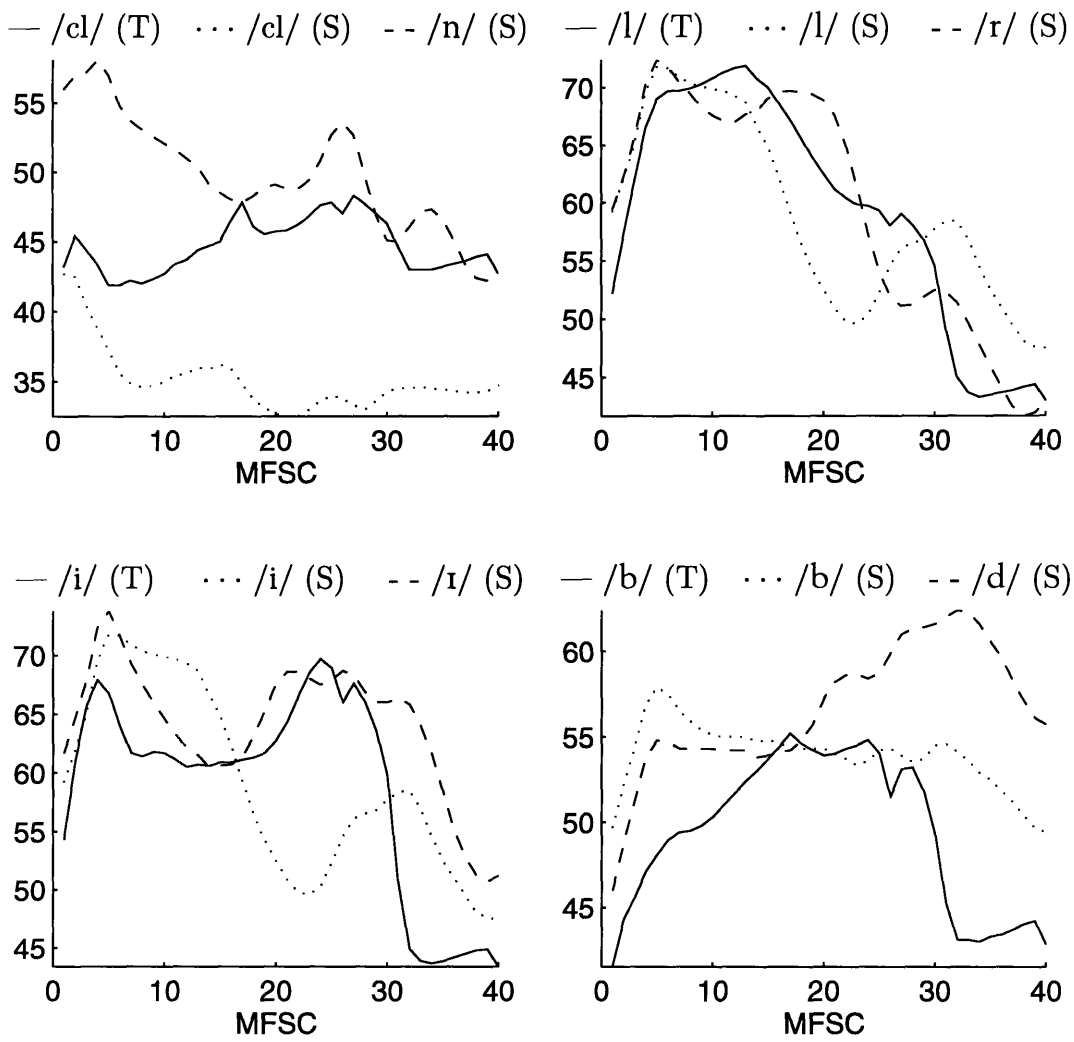 — /cl/ (T) ··· /cl/ (S) -- /n/ (S)
55
50
45
40
35
0 10 20 30 40
MFSC
— /l/ (T) ··· /l/ (S) -- /r/ (S)
70
65
60
55
50
45
0 10 20 30 40
MFSC
— /i/ (T) ··· /i/ (S) -- /ɪ/ (S)
70
65
60
55
50
45
0 10 20 30 40
MFSC
— /b/ (T) ··· /b/ (S) -- /d/ (S)
60
55
50
45
0 10 20 30 40
MFSC